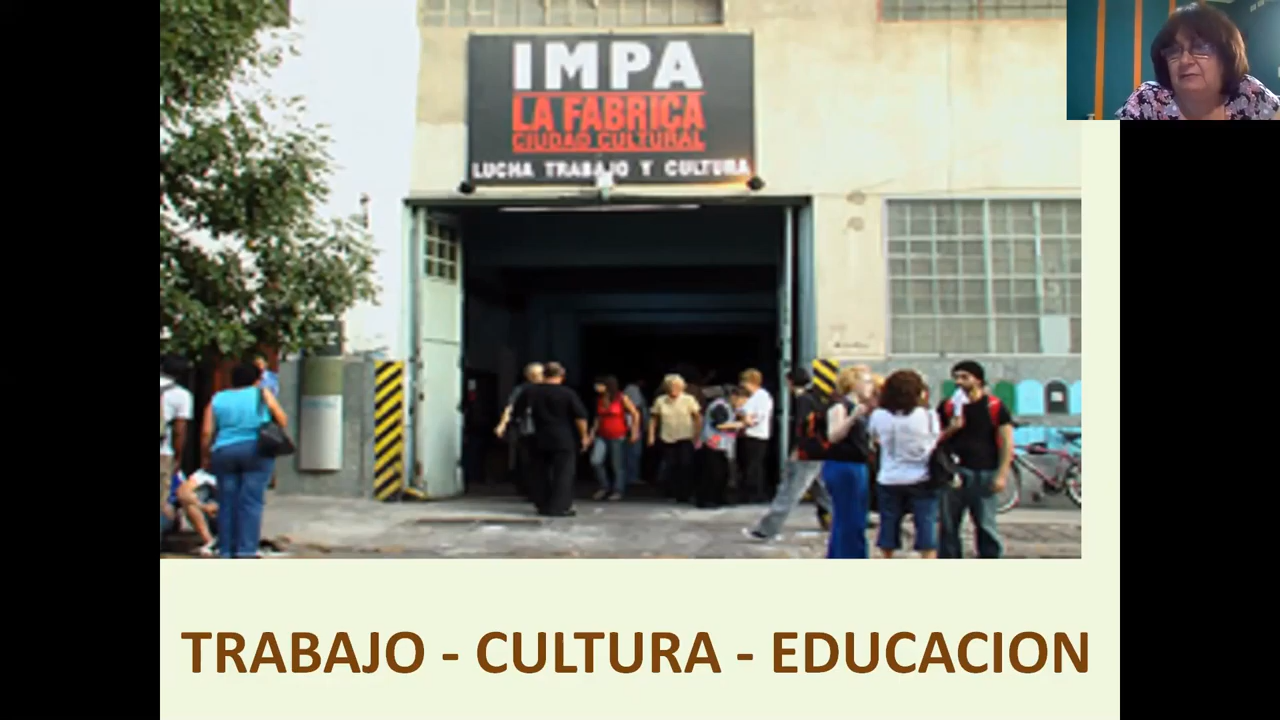 IMPA
LA FABRICA
CIUDAD CULTURAL
LUCHA TRABAJO Y CULTURA
TRABAJO - CULTURA - EDUCACION